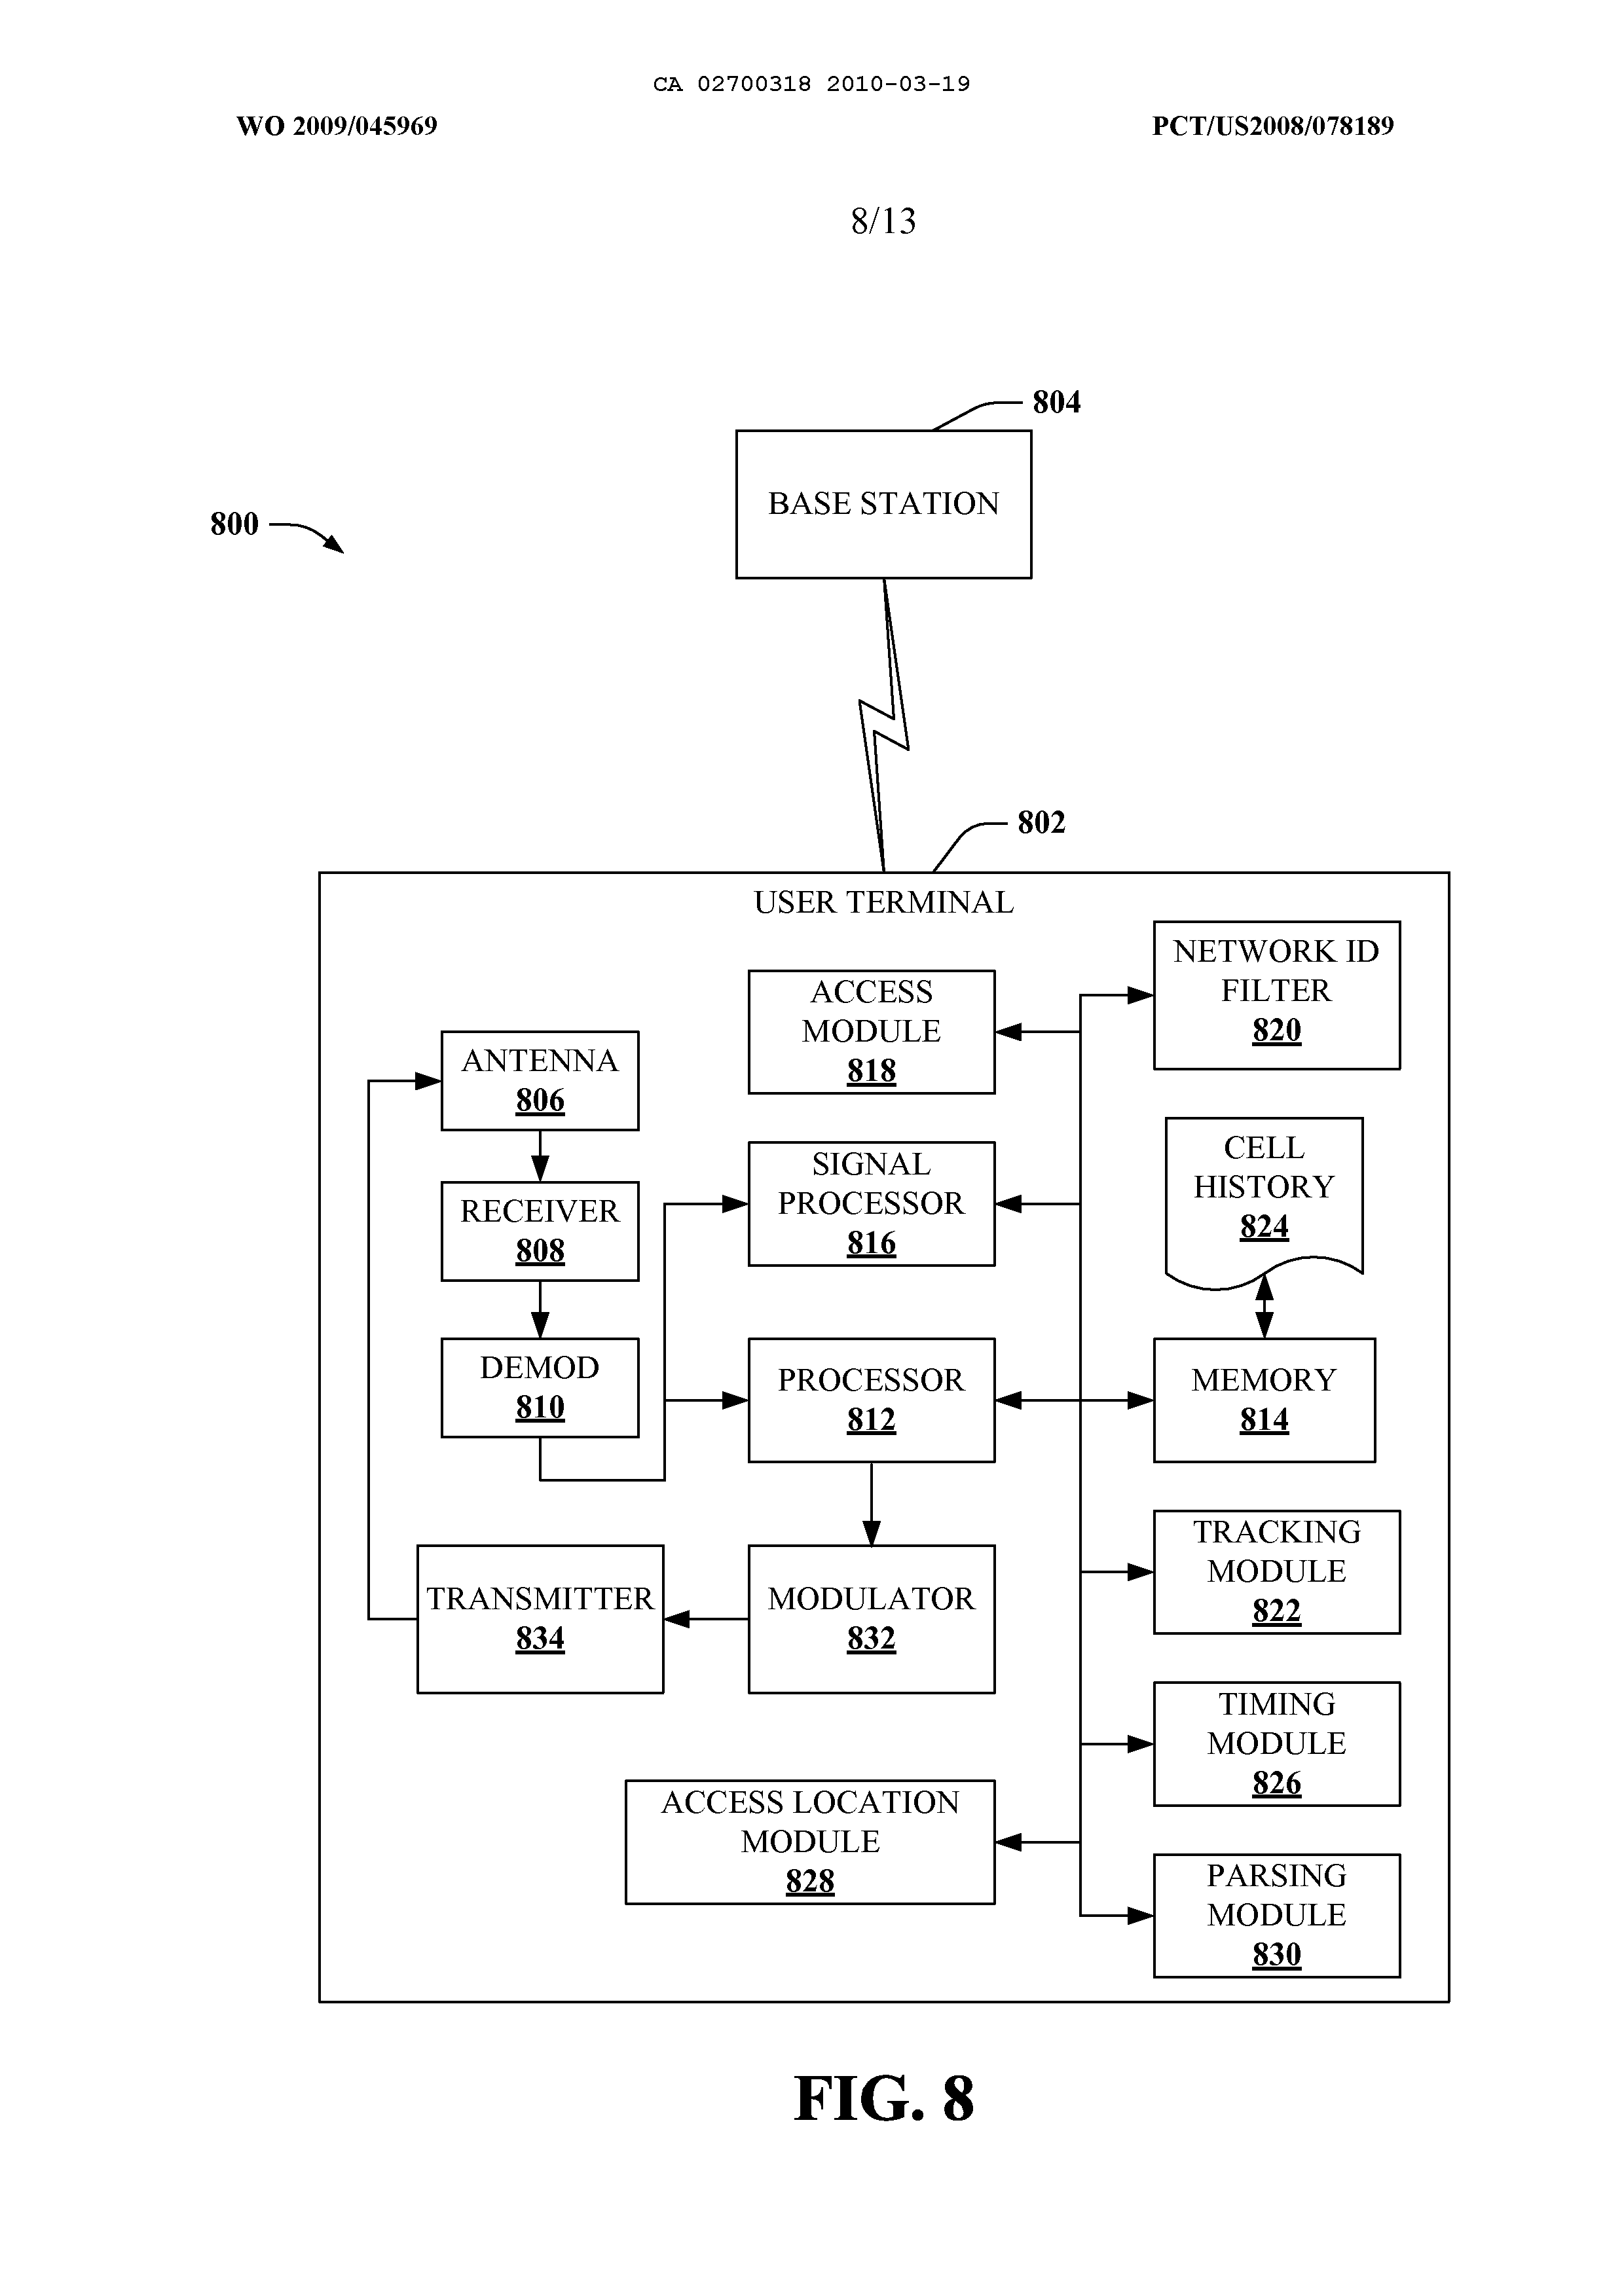 CA 02700318 2010-03-19
WO 2009/045969
PCT/US2008/078189
8/13
804
BASE STATION
800
802
USER TERMINAL
NETWORK ID
FILTER
820
ACCESS
MODULE
818
ANTENNA
806
CELL
HISTORY
824
SIGNAL
PROCESSOR
816
RECEIVER
808
DEMOD
810
PROCESSOR
812
MEMORY
814
TRACKING
MODULE
822
TRANSMITTER
834
MODULATOR
832
TIMING
MODULE
826
ACCESS LOCATION
MODULE
828
PARSING
MODULE
830
FIG. 8